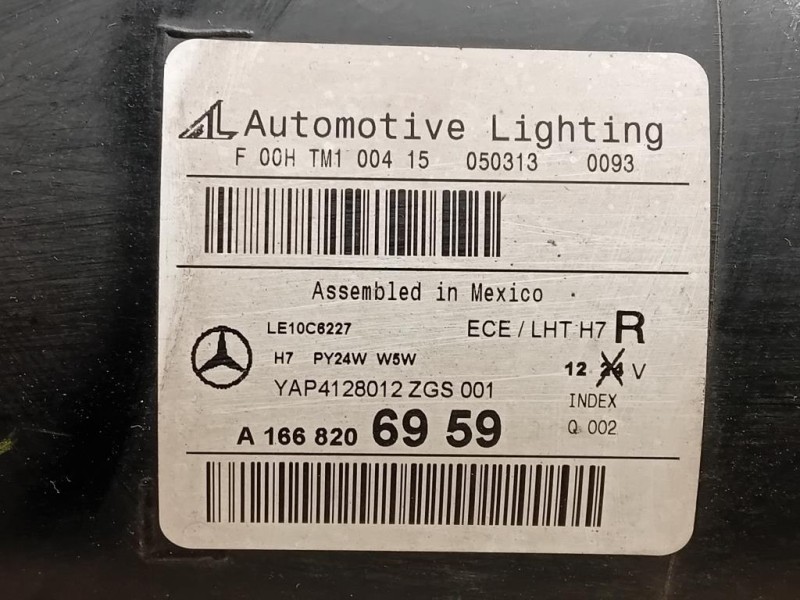 AL Automotive Lighting
F 00H TM1 004 15 050313 0093
Assembled in Mexico
LE10C6227 ECE / LHT H7 R
H7 PY24W W5W 12 24 V
YAP4128012 ZGS 001 INDEX
A 166 820 69 59 Q 002